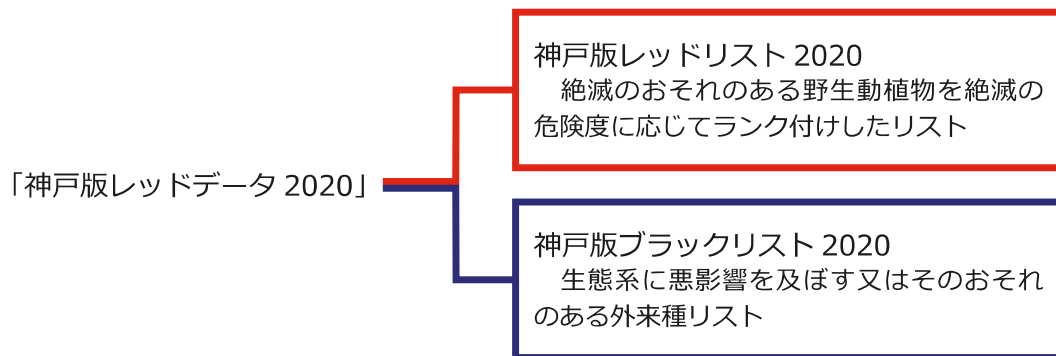 「神戸版レッドデータ 2020」
神戸版レッドリスト 2020
絶滅のおそれのある野生動植物を絶滅の
危険度に応じてランク付けしたリスト
神戸版ブラックリスト 2020
生態系に悪影響を及ぼす又はそのおそれ
のある外来種リスト